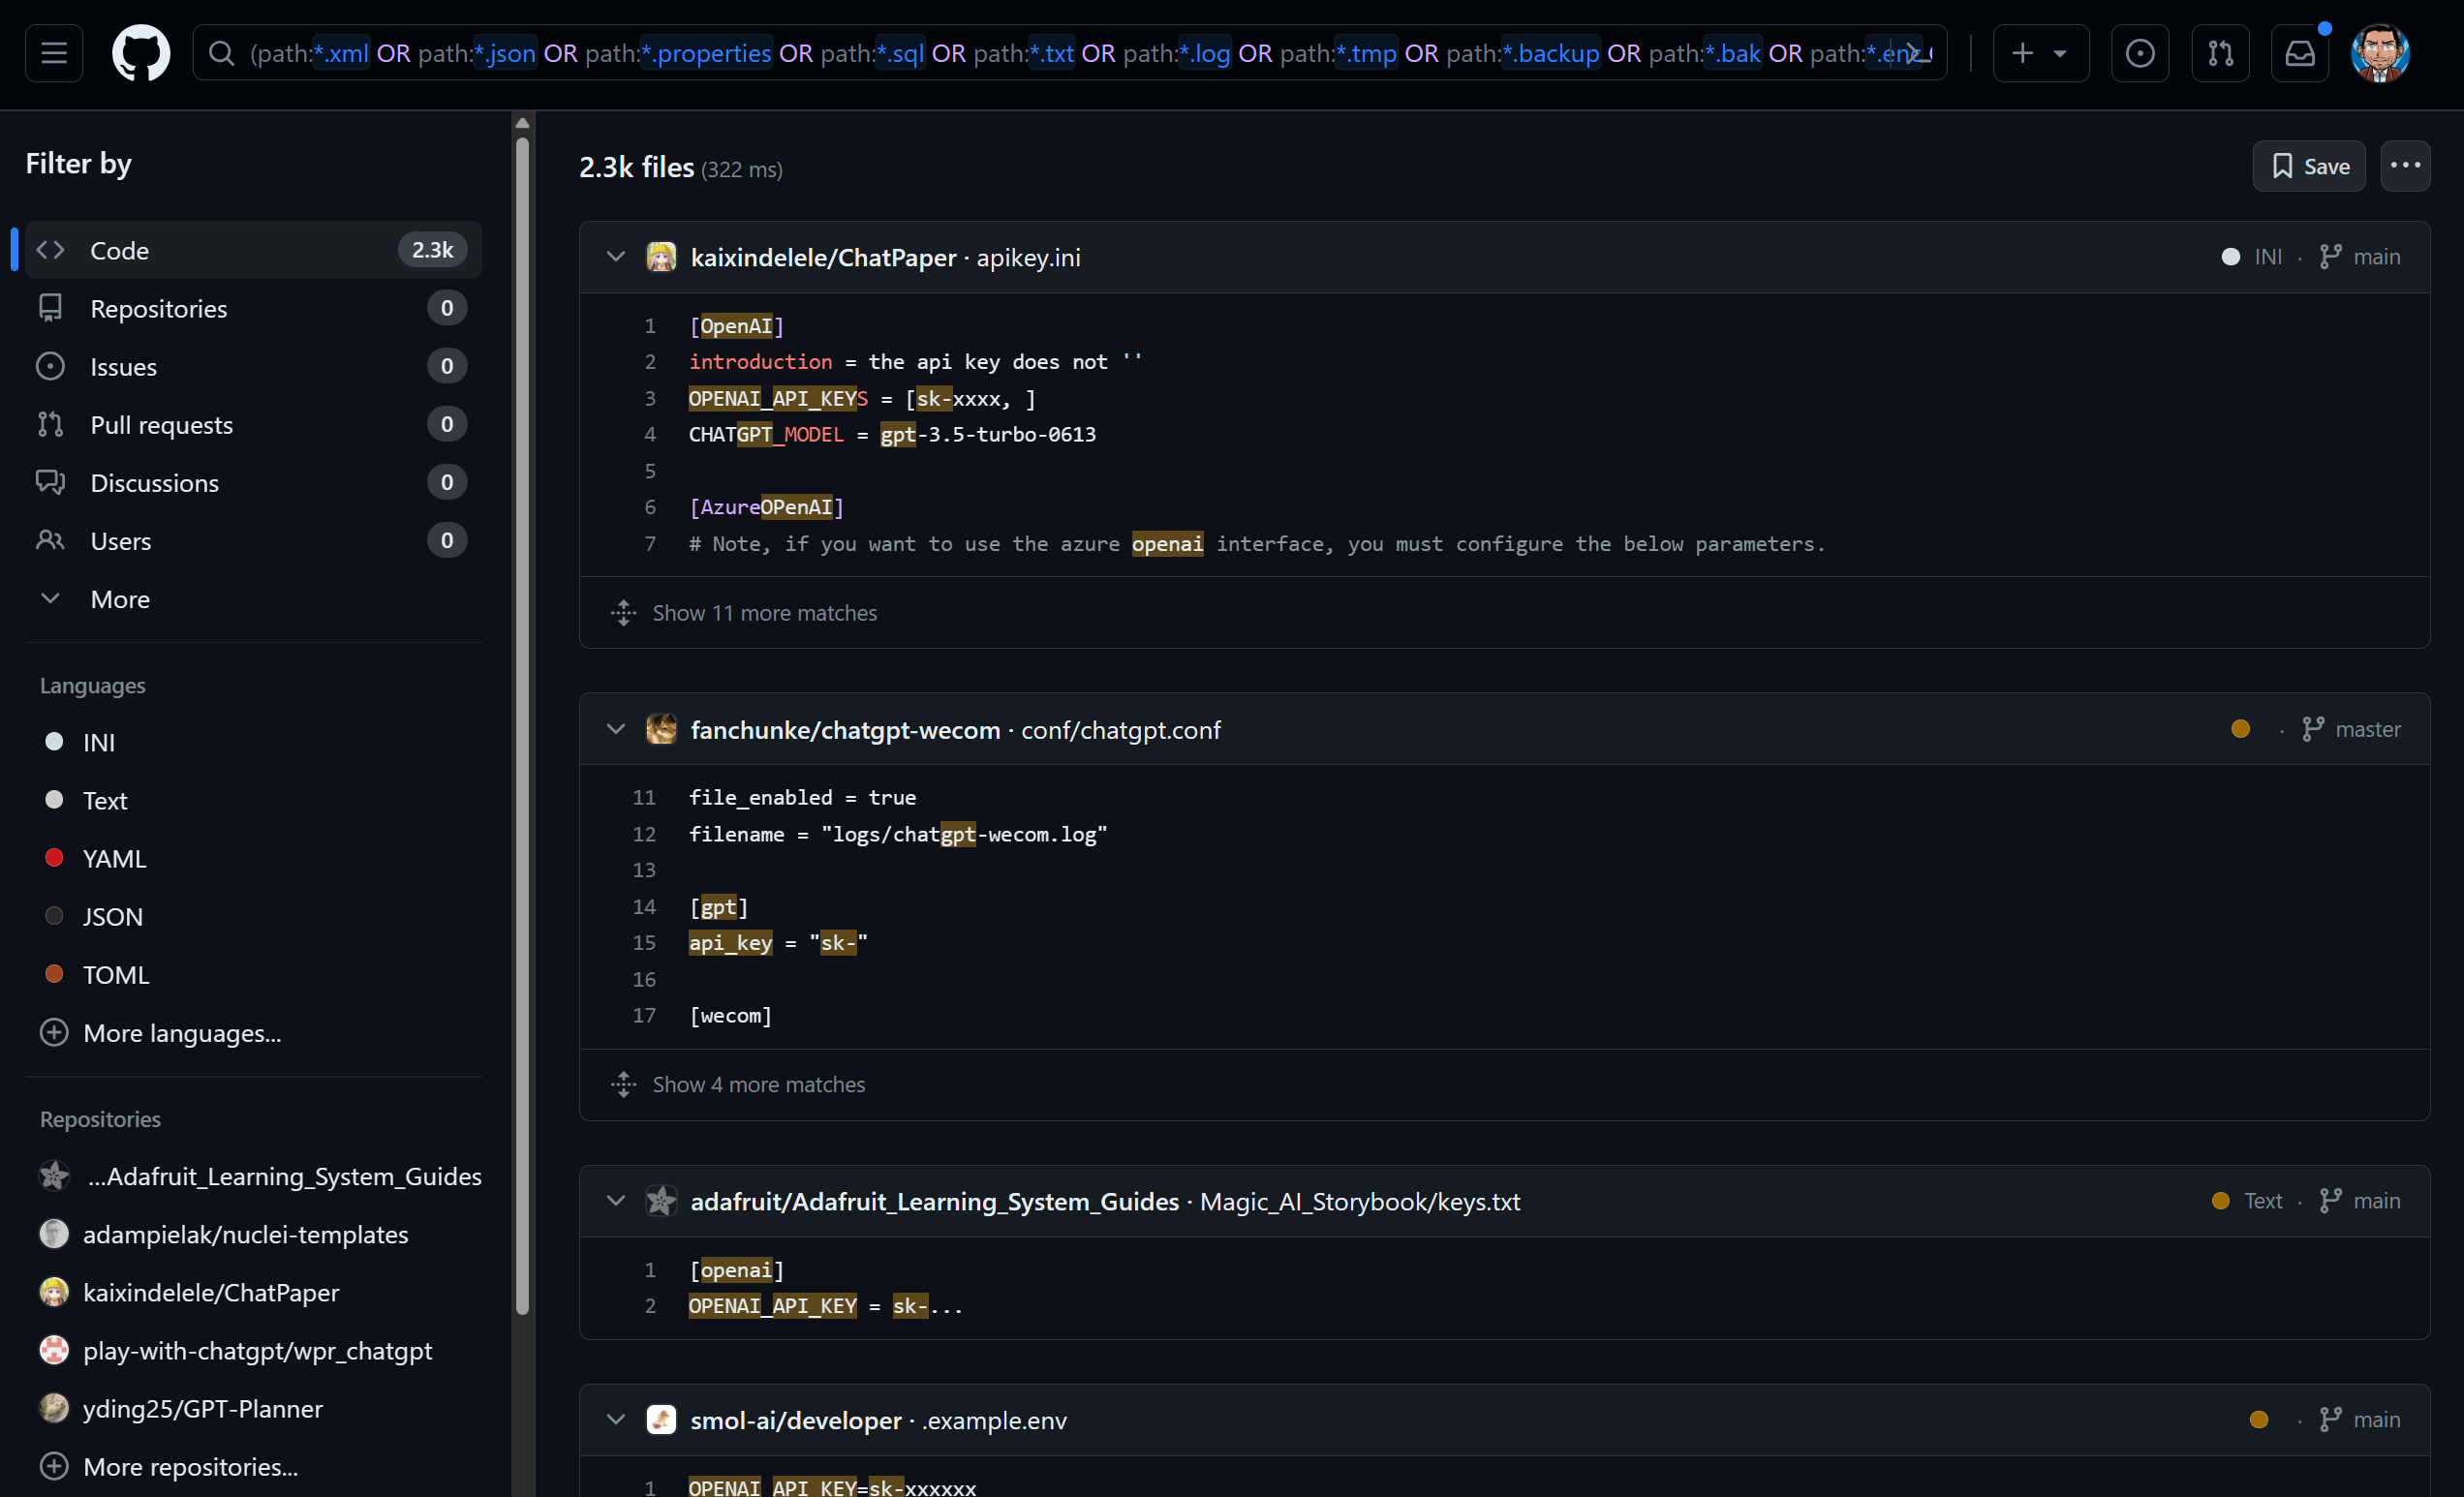 (path:*.xml OR path:*.json OR path:*.properties OR path:*.sql OR path:*.txt OR path:*.log OR path:*.tmp OR path:*.backup OR path:*.bak OR path:*.enc
Filter by
Code 2.3k
Repositories 0
Issues 0
Pull requests 0
Discussions 0
Users 0
More
Languages
INI
Text
YAML
JSON
TOML
More languages...
Repositories
...Adafruit_Learning_System_Guides
adampielak/nuclei-templates
kaixindelele/ChatPaper
play-with-chatgpt/wpr_chatgpt
yding25/GPT-Planner
More repositories...
2.3k files (322 ms)
Save
kaixindelele/ChatPaper · apikey.ini INI · main
1 [OpenAI]
2 introduction = the api key does not ''
3 OPENAI_API_KEYS = [sk-xxxx, ]
4 CHATGPT_MODEL = gpt-3.5-turbo-0613
5
6 [AzureOPenAI]
7 # Note, if you want to use the azure openai interface, you must configure the below parameters.
Show 11 more matches
fanchunke/chatgpt-wecom · conf/chatgpt.conf · master
11 file_enabled = true
12 filename = "logs/chatgpt-wecom.log"
13
14 [gpt]
15 api_key = "sk-"
16
17 [wecom]
Show 4 more matches
adafruit/Adafruit_Learning_System_Guides · Magic_AI_Storybook/keys.txt Text · main
1 [openai]
2 OPENAI_API_KEY = sk-...
smol-ai/developer · .example.env · main
1 OPENAI_API_KEY=sk-xxxxxx